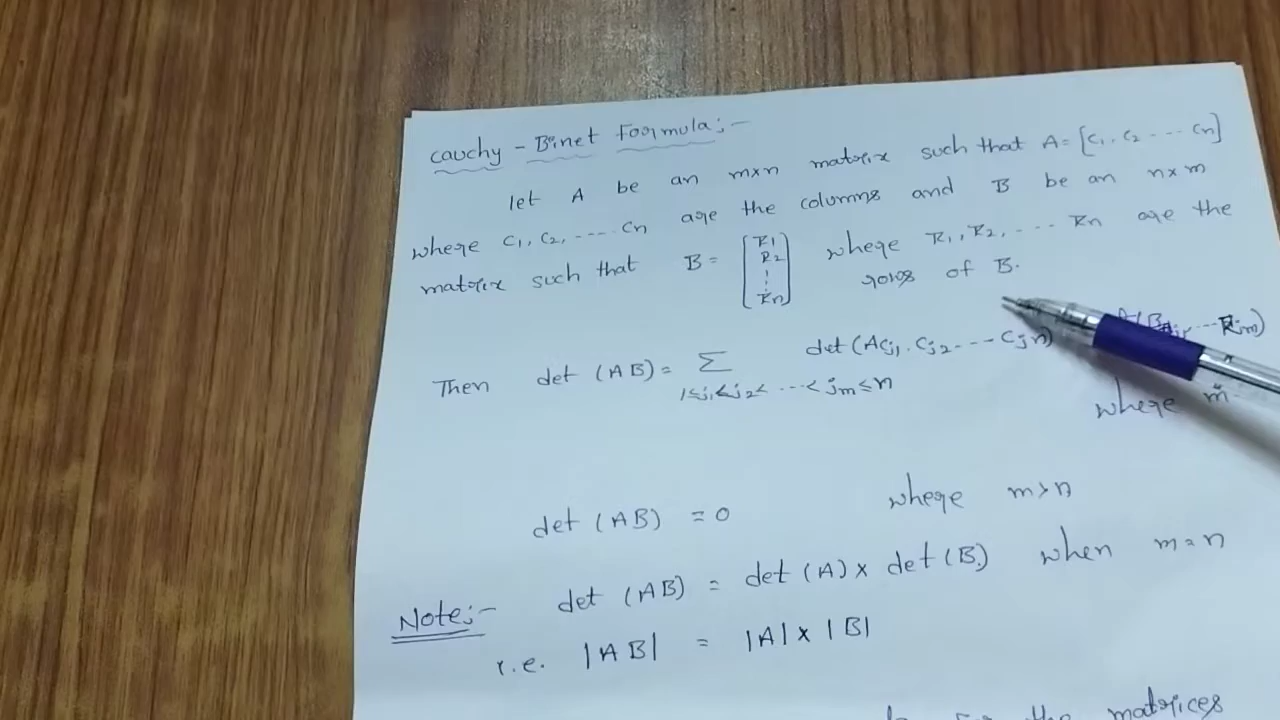 Cauchy - Binet Formula:-
let A be an m×n matrix such that A = [C1, C2 ---- Cn]
where C1, C2, ---- Cn are the columns and B be an n×m
matrix such that B = [R1 R2 ⋮ Rn] where R1, R2, --- Rn are the
rows of B.
Then det (AB) = Σ det (ACj1, Cj2 ---- Cjn)
1≤j1<j2< ---< jm≤n
where m
det (AB) = 0 where m>n
Note:- det (AB) = det (A) × det (B) when m=n
i.e. |AB| = |A| × |B|
the matrices